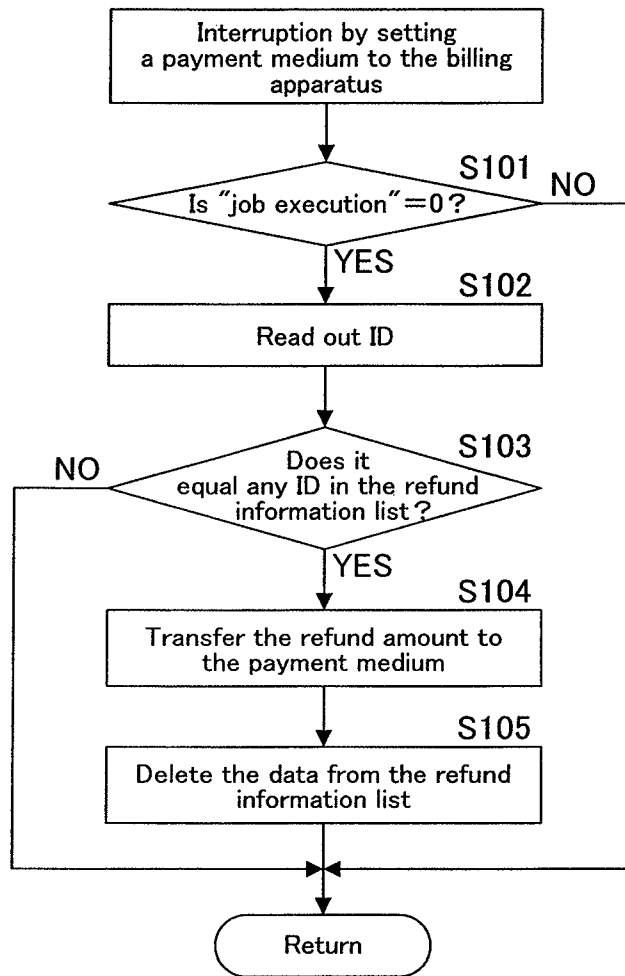 Interruption by setting
a payment medium to the billing
apparatus
S101
Is "job execution"=0?
NO
YES
S102
Read out ID
S103
NO
Does it
equal any ID in the refund
information list?
YES
S104
Transfer the refund amount to
the payment medium
S105
Delete the data from the refund
information list
Return